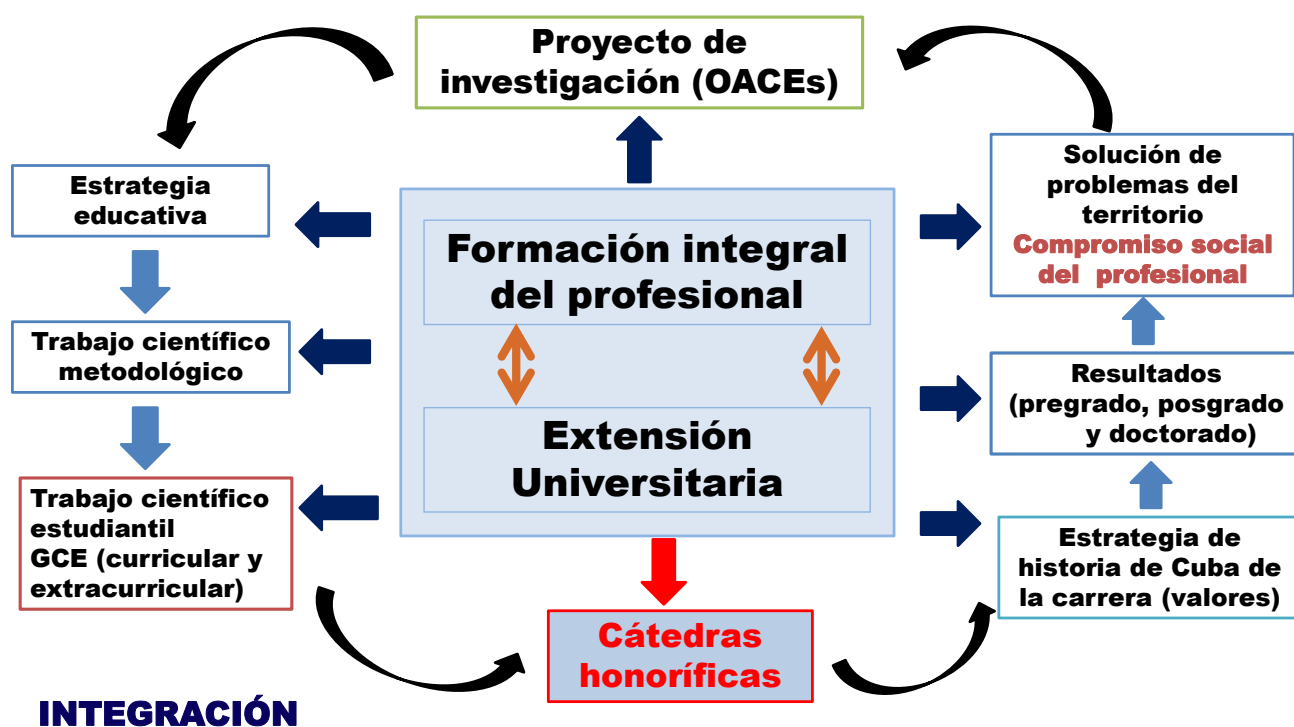 Proyecto de
investigación (OACEs)
Estrategia
educativa
Trabajo científico
metodológico
Trabajo científico
estudiantil
GCE (curricular y
extracurricular)
Formación integral
del profesional
Extensión
Universitaria
Cátedras
honoríficas
Solución de
problemas del
territorio
Compromiso social
del profesional
Resultados
(pregrado, posgrado
y doctorado)
Estrategia de
historia de Cuba de
la carrera (valores)
INTEGRACIÓN